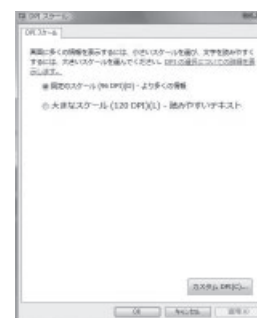 DPI スケール
DPI スケール
画面に多くの情報を表示するには、小さいスケールを選び、文字を読みやすく
するには、大きいスケールを選んでください。DPI の選択についての説明を表
示します。
既定のスケール (96 DPI)(D) - より多くの情報
大きなスケール (120 DPI)(L) - 読みやすいテキスト
カスタム DPI(C)...
OK
キャンセル
適用(A)